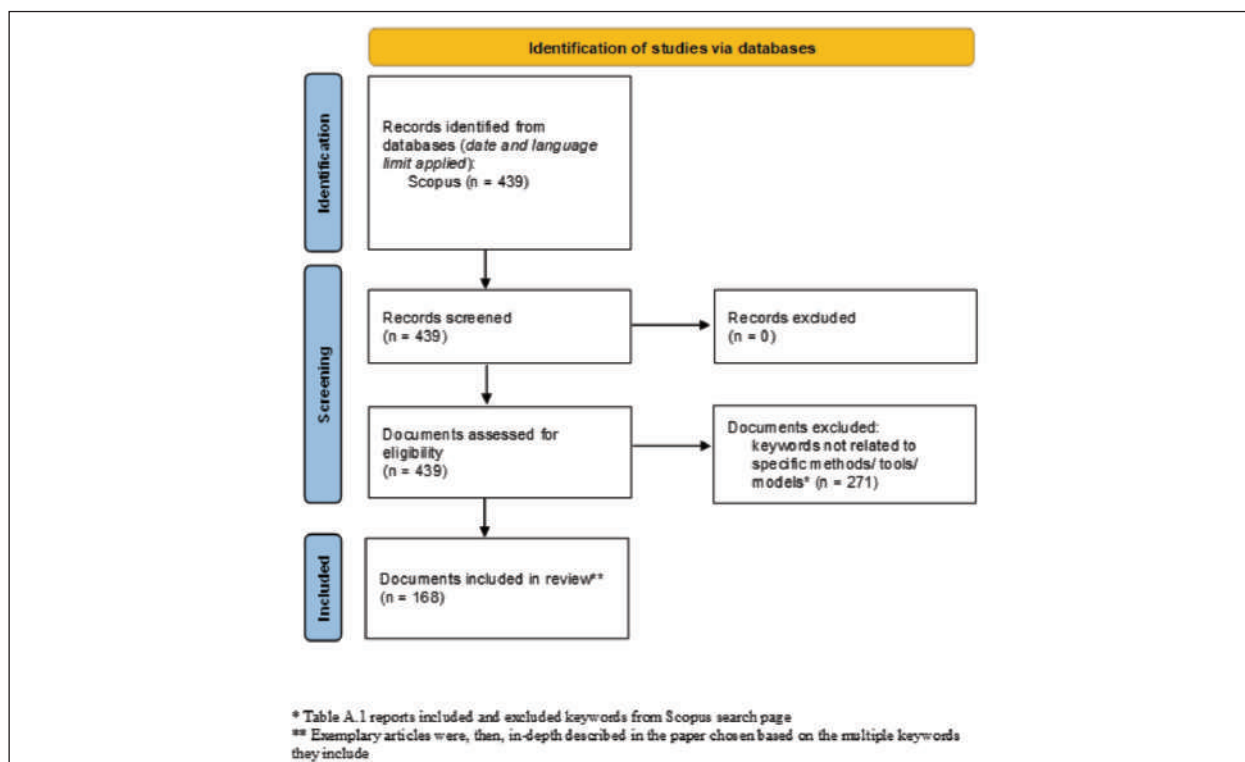 Identification of studies via databases
Identification
Records identified from
databases (date and language
limit applied):
Scopus (n = 439)
Screening
Records screened
(n = 439)
Records excluded
(n = 0)
Documents assessed for
eligibility
(n = 439)
Documents excluded:
keywords not related to
specific methods/ tools/
models* (n = 271)
Included
Documents included in review**
(n = 168)
* Table A.1 reports included and excluded keywords from Scopus search page
** Exemplary articles were, then, in-depth described in the paper chosen based on the multiple keywords
they include